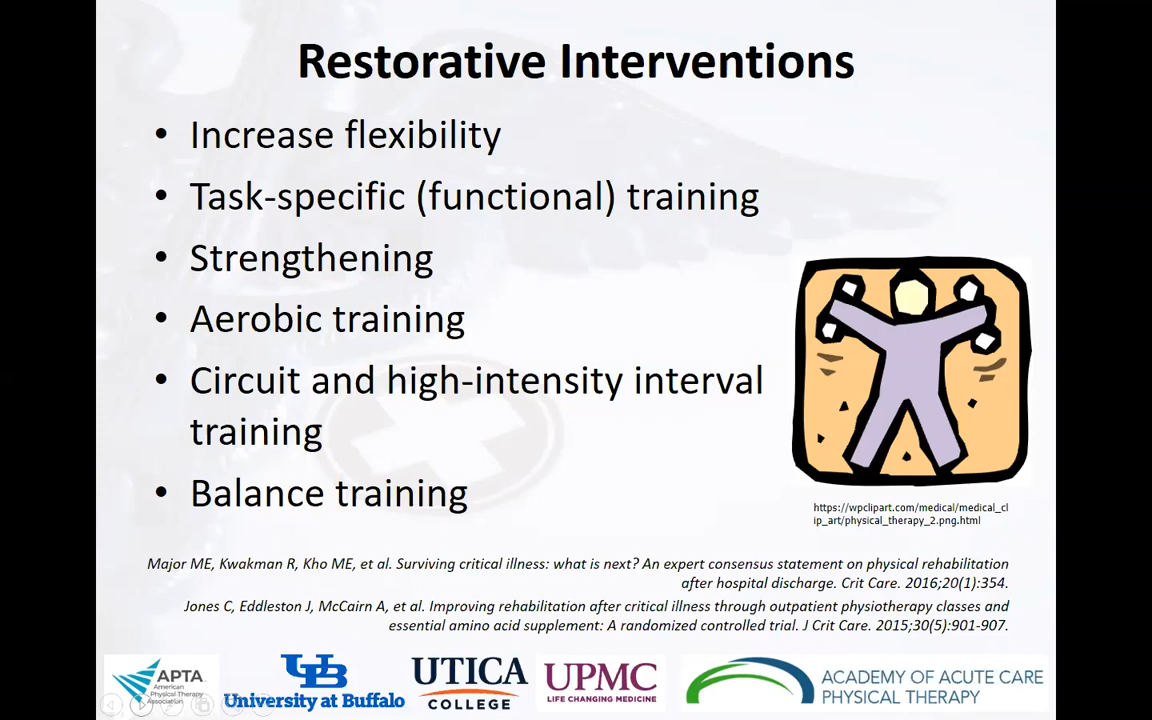 Restorative Interventions
• Increase flexibility
• Task-specific (functional) training
• Strengthening
• Aerobic training
• Circuit and high-intensity interval
training
• Balance training
https://wpclipart.com/medical/medical_cl
ip_art/physical_therapy_2.png.html
Major ME, Kwakman R, Kho ME, et al. Surviving critical illness: what is next? An expert consensus statement on physical rehabilitation
after hospital discharge. Crit Care. 2016;20(1):354.
Jones C, Eddleston J, McCairn A, et al. Improving rehabilitation after critical illness through outpatient physiotherapy classes and
essential amino acid supplement: A randomized controlled trial. J Crit Care. 2015;30(5):901-907.
APTA
American
Physical Therapy
Association
UB
University at Buffalo
UTICA
COLLEGE
UPMC
LIFE CHANGING MEDICINE
ACADEMY OF ACUTE CARE
PHYSICAL THERAPY